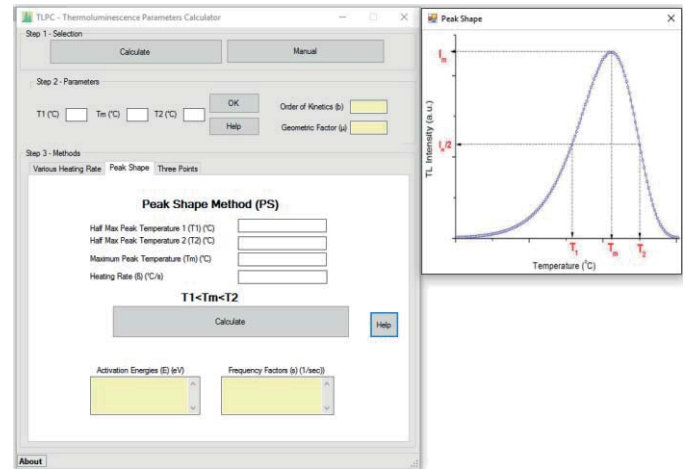 TLPC - Thermoluminescence Parameters Calculator
Step 1 - Selection
Calculate
Manual
Step 2 - Parameters
T1 (°C)
Tm (°C)
T2 (°C)
OK
Help
Order of Kinetics (b)
Geometric Factor (μ)
Step 3 - Methods
Various Heating Rate
Peak Shape
Three Points
Peak Shape Method (PS)
Half Max Peak Temperature 1 (T1) (°C)
Half Max Peak Temperature 2 (T2) (°C)
Maximum Peak Temperature (Tm) (°C)
Heating Rate (ß) (°C/s)
T1<Tm<T2
Calculate
Help
Activation Energies (E) (eV)
Frequency Factors (s) (1/sec))
About
Peak Shape
Im
Im/2
TL Intensity (a.u.)
T1
Tm
T2
Temperature (°C)